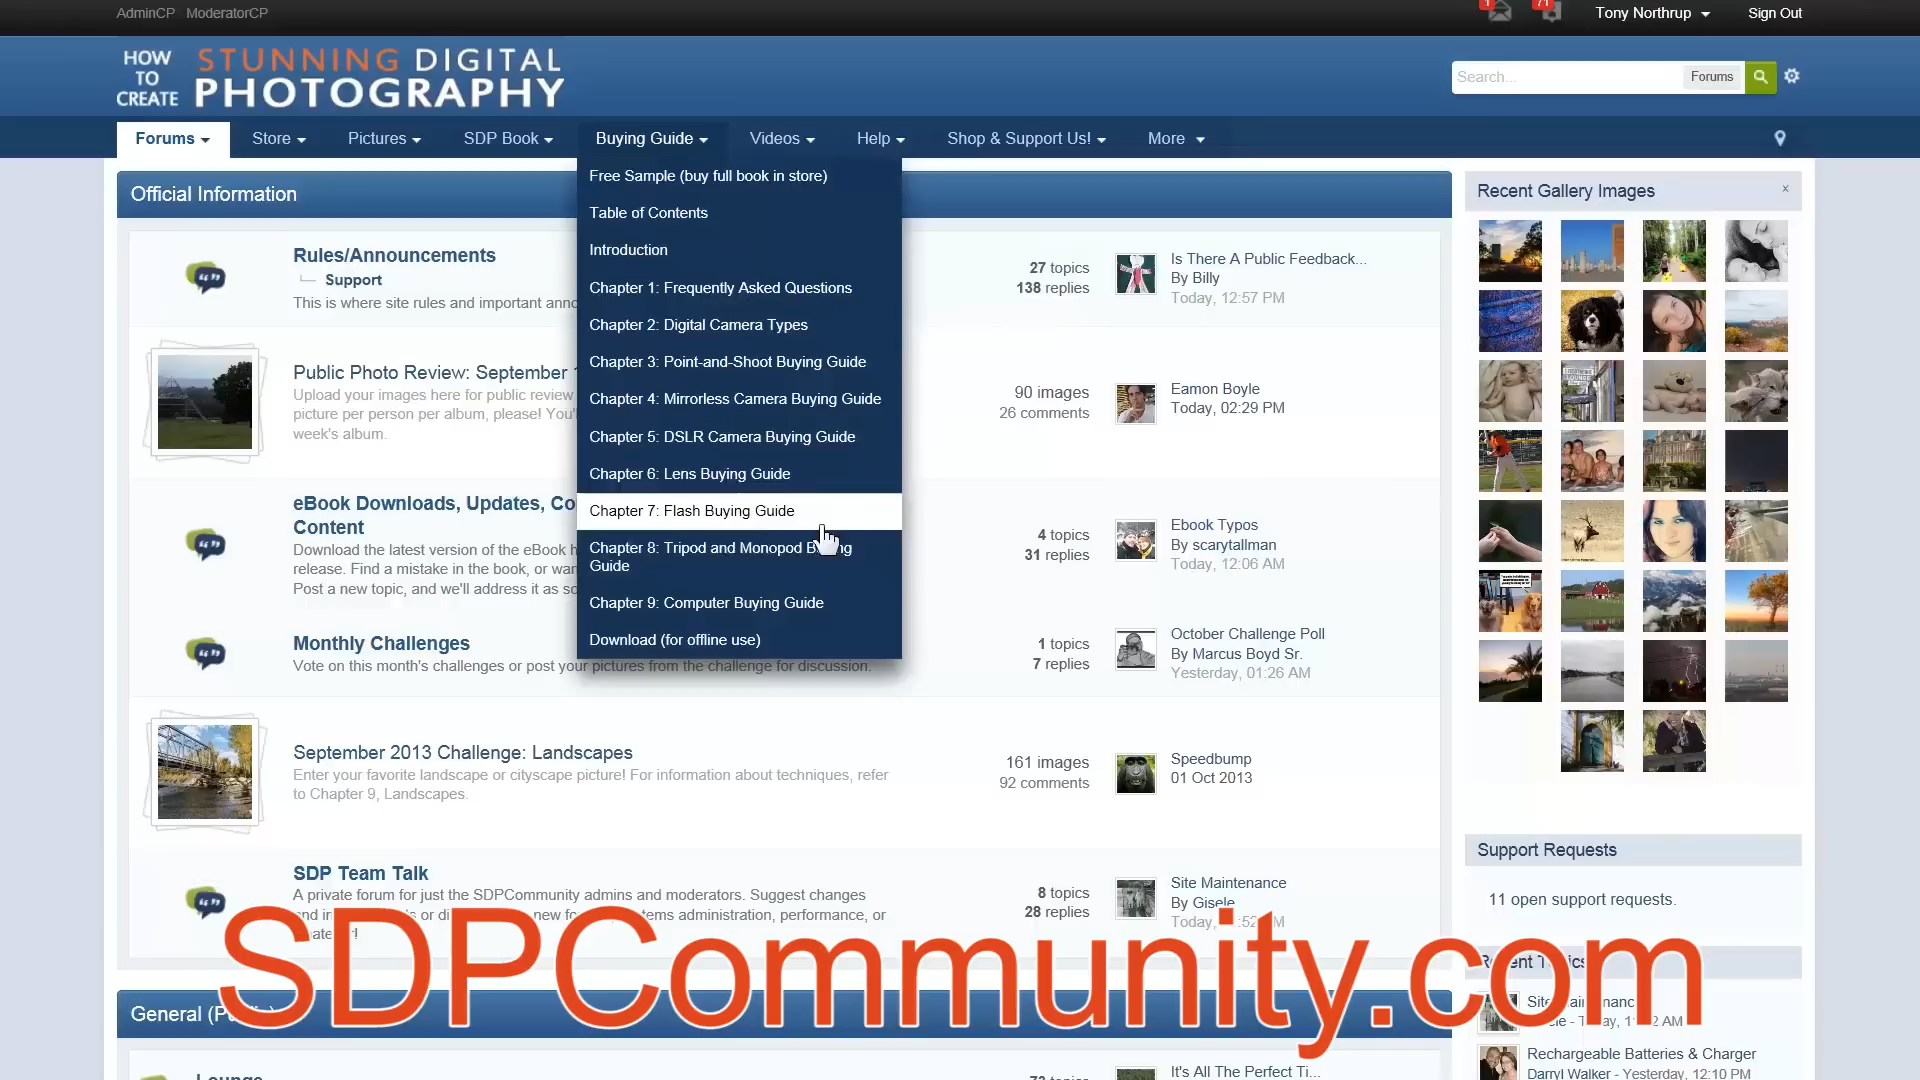 AdminCP ModeratorCP
1
71
Tony Northrup
Sign Out
HOW TO CREATE
STUNNING DIGITAL
PHOTOGRAPHY
Search...
Forums
Forums
Store
Pictures
SDP Book
Buying Guide
Videos
Help
Shop & Support Us!
More
Free Sample (buy full book in store)
Table of Contents
Introduction
Chapter 1: Frequently Asked Questions
Chapter 2: Digital Camera Types
Chapter 3: Point-and-Shoot Buying Guide
Chapter 4: Mirrorless Camera Buying Guide
Chapter 5: DSLR Camera Buying Guide
Chapter 6: Lens Buying Guide
Chapter 7: Flash Buying Guide
Chapter 8: Tripod and Monopod
Guide
Chapter 9: Computer Buying Guide
Download (for offline use)
Official Information
Rules/Announcements
Support
This is where site rules and important
27 topics
138 replies
Is There A Public Feedback...
By Billy
Today, 12:57 PM
Public Photo Review: September
Upload your images here for public review
picture per person per album, please!
week's album.
90 images
26 comments
Eamon Boyle
Today, 02:29 PM
eBook Downloads, Updates,
Content
Download the latest version of the eBook
release. Find a mistake in the book, or
Post a new topic, and we'll address it as
4 topics
31 replies
Ebook Typos
By scarytallman
Today, 12:06 AM
Monthly Challenges
Vote on this month's challenges or post your pictures from the challenge for discussion.
1 topics
7 replies
October Challenge Poll
By Marcus Boyd Sr.
Yesterday, 01:26 AM
September 2013 Challenge: Landscapes
Enter your favorite landscape or cityscape picture! For information about techniques, refer
to Chapter 9, Landscapes.
161 images
92 comments
Speedbump
01 Oct 2013
SDP Team Talk
A private forum for just the SDPCommunity admins and moderators. Suggest changes
systems administration, performance, or
8 topics
28 replies
Site Maintenance
By Gisele
Today,
SDPCommunity.com
General
It's All The Perfect Ti...
Recent Gallery Images
Support Requests
11 open support requests.
Recent Topics
Rechargeable Batteries & Charger
Darryl Walker - Yesterday, 12:10 PM